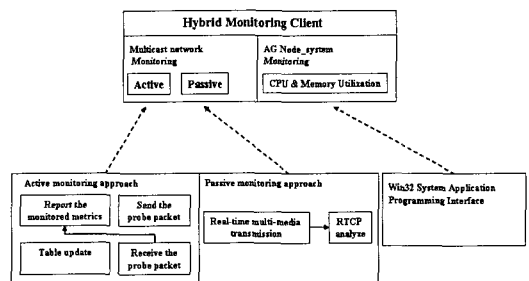 Hybrid Monitoring Client
Multicast network
Monitoring
Active
Passive
AG Node_system
Monitoring
CPU & Memory Utilization
Active monitoring approach
Report the
monitored metrics
Send the
probe packet
Table update
Receive the
probe packet
Passive monitoring approach
Real-time multi-media
transmission
RTCP
analyze
Win32 System Application
Programming Interface